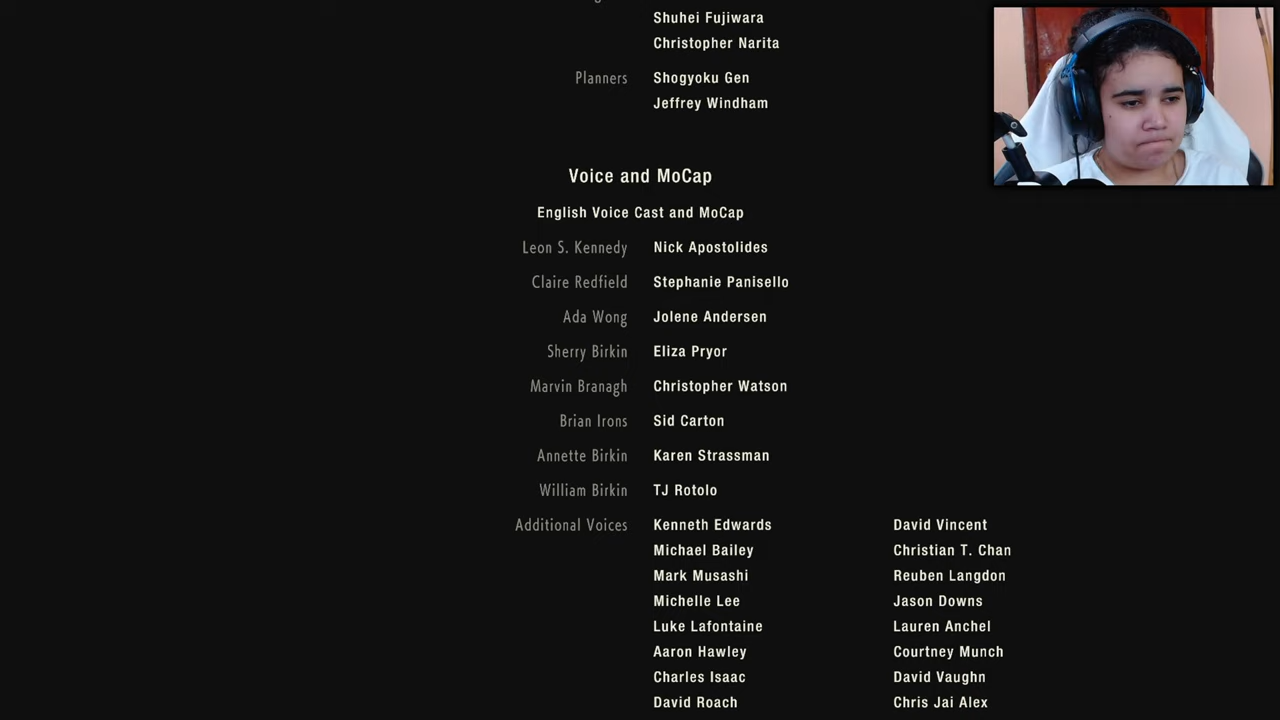 Shuhei Fujiwara
Christopher Narita
Planners Shogyoku Gen
Jeffrey Windham
Voice and MoCap
English Voice Cast and MoCap
Leon S. Kennedy Nick Apostolides
Claire Redfield Stephanie Panisello
Ada Wong Jolene Andersen
Sherry Birkin Eliza Pryor
Marvin Branagh Christopher Watson
Brian Irons Sid Carton
Annette Birkin Karen Strassman
William Birkin TJ Rotolo
Additional Voices Kenneth Edwards David Vincent
Michael Bailey Christian T. Chan
Mark Musashi Reuben Langdon
Michelle Lee Jason Downs
Luke Lafontaine Lauren Anchel
Aaron Hawley Courtney Munch
Charles Isaac David Vaughn
David Roach Chris Jai Alex